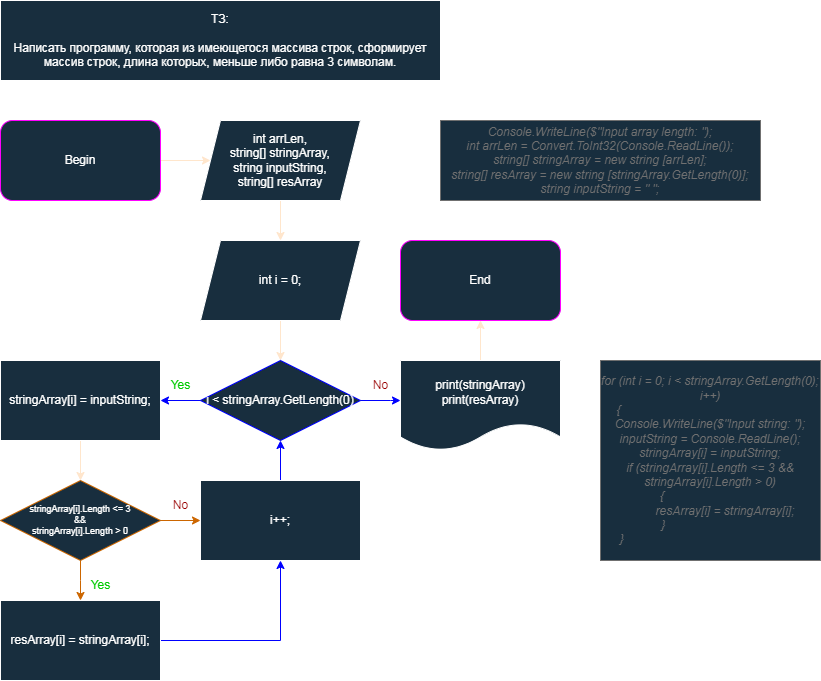 ТЗ:
Написать программу, которая из имеющегося массива строк, сформирует
массив строк, длина которых, меньше либо равна 3 символам.
Begin
int arrLen,
string[] stringArray,
string inputString,
string[] resArray
Console.WriteLine($"Input array length: ");
int arrLen = Convert.ToInt32(Console.ReadLine());
string[] stringArray = new string [arrLen];
string[] resArray = new string [stringArray.GetLength(0)];
string inputString = " ";
int i = 0;
End
Yes
stringArray[i] = inputString;
i < stringArray.GetLength(0)
No
print(stringArray)
print(resArray)
for (int i = 0; i < stringArray.GetLength(0);
i++)
{
Console.WriteLine($"Input string: ");
inputString = Console.ReadLine();
stringArray[i] = inputString;
if (stringArray[i].Length <= 3 &&
stringArray[i].Length > 0)
{
resArray[i] = stringArray[i];
}
}
stringArray[i].Length <= 3
&&
stringArray[i].Length > 0
No
i++;
Yes
resArray[i] = stringArray[i];